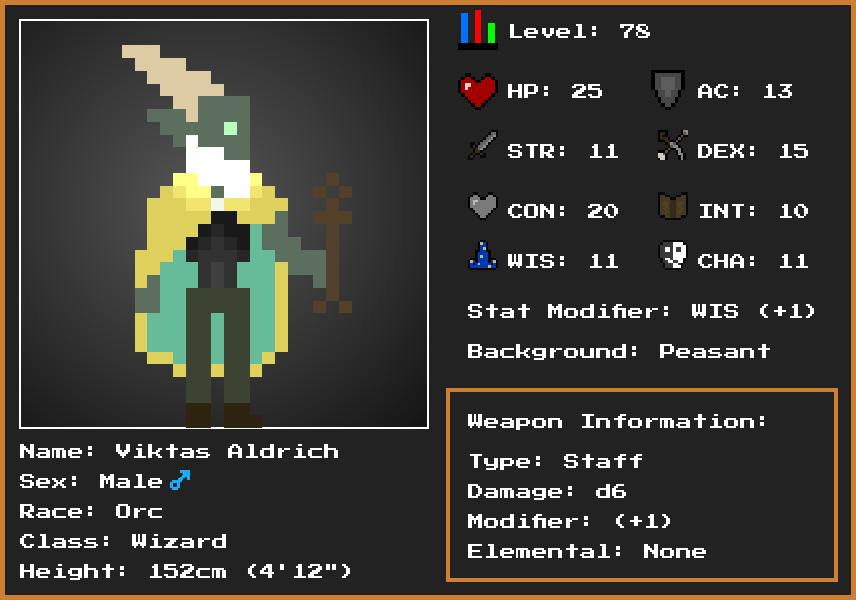 Level: 78
HP: 25 AC: 13
STR: 11 DEX: 15
CON: 20 INT: 10
WIS: 11 CHA: 11
Stat Modifier: WIS (+1)
Background: Peasant
Weapon Information:
Type: Staff
Damage: d6
Modifier: (+1)
Elemental: None
Name: Viktas Aldrich
Sex: Male♂
Race: Orc
Class: Wizard
Height: 152cm (4'12")